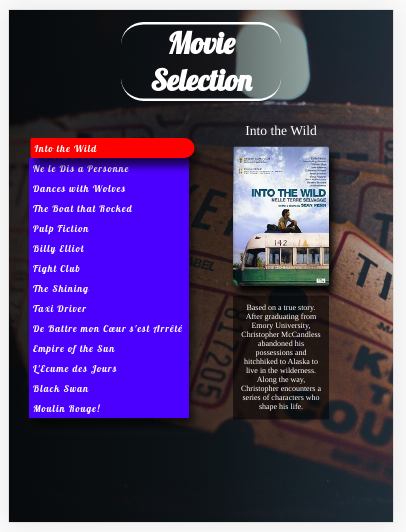 Movie
Selection
Into the Wild
Ne le Dis a Personne
Dances with Wolves
The Boat that Rocked
Pulp Fiction
Billy Elliot
Fight Club
The Shining
Taxi Driver
De Battre mon Cœur s'est Arrêté
Empire of the Sun
L'Ecume des Jours
Black Swan
Moulin Rouge!
Into the Wild
INTO THE WILD
NELLE TERRE SELVAGGE
SEAN PENN
142
Based on a true story.
After graduating from
Emory University,
Christopher McCandless
abandoned his
possessions and
hitchhiked to Alaska to
live in the wilderness.
Along the way,
Christopher encounters a
series of characters who
shape his life.